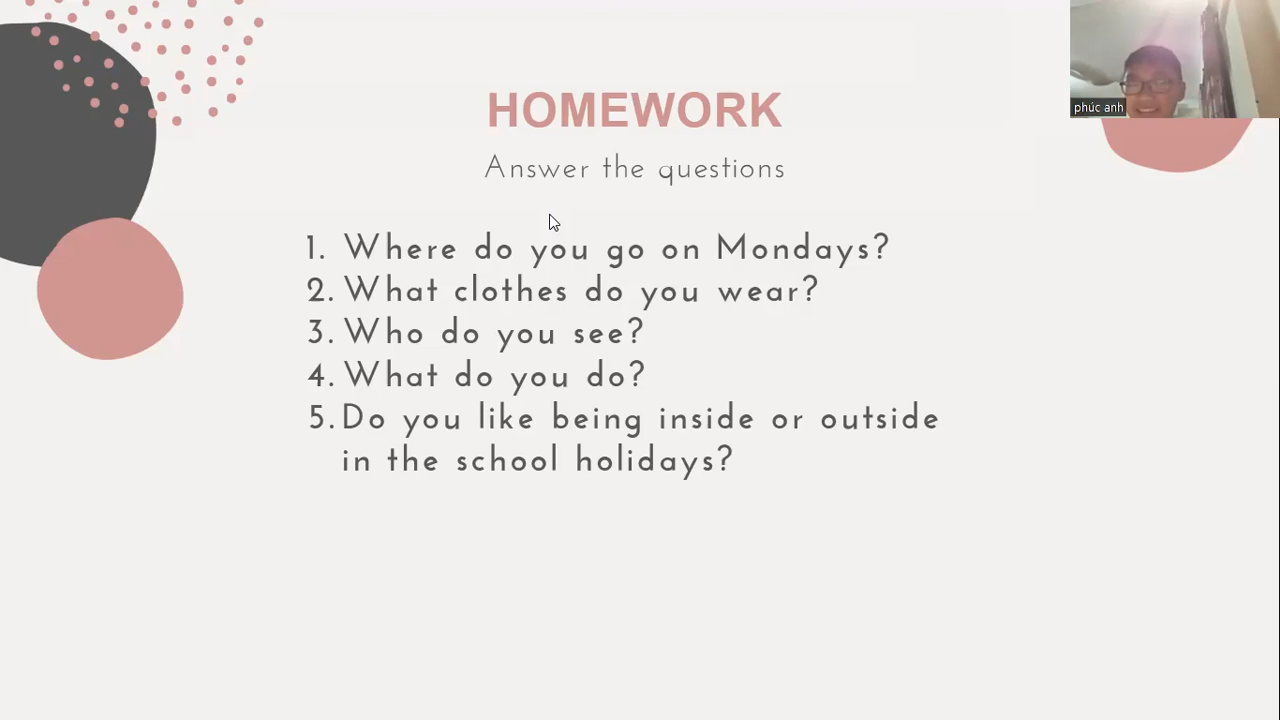 HOMEWORK
Answer the questions
1. Where do you go on Mondays?
2. What clothes do you wear?
3. Who do you see?
4. What do you do?
5. Do you like being inside or outside
in the school holidays?
phúc anh